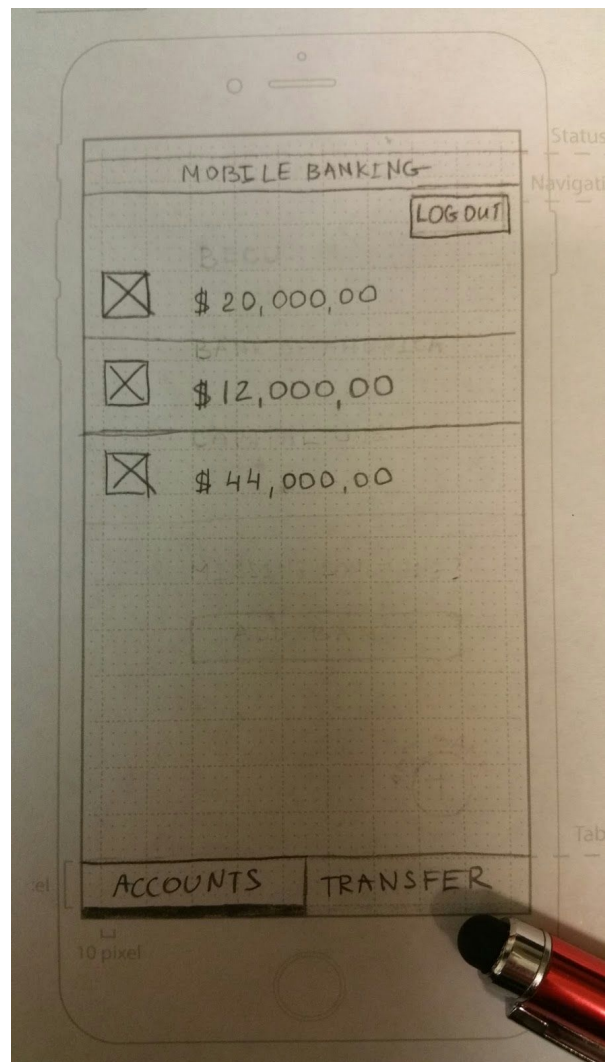 Status
MOBILE BANKING
Navigati
LOG OUT
BECU
$ 20,000,00
$12,000,00
$ 44,000,00
Tab
ACCOUNTS
TRANSFER
10 pixel